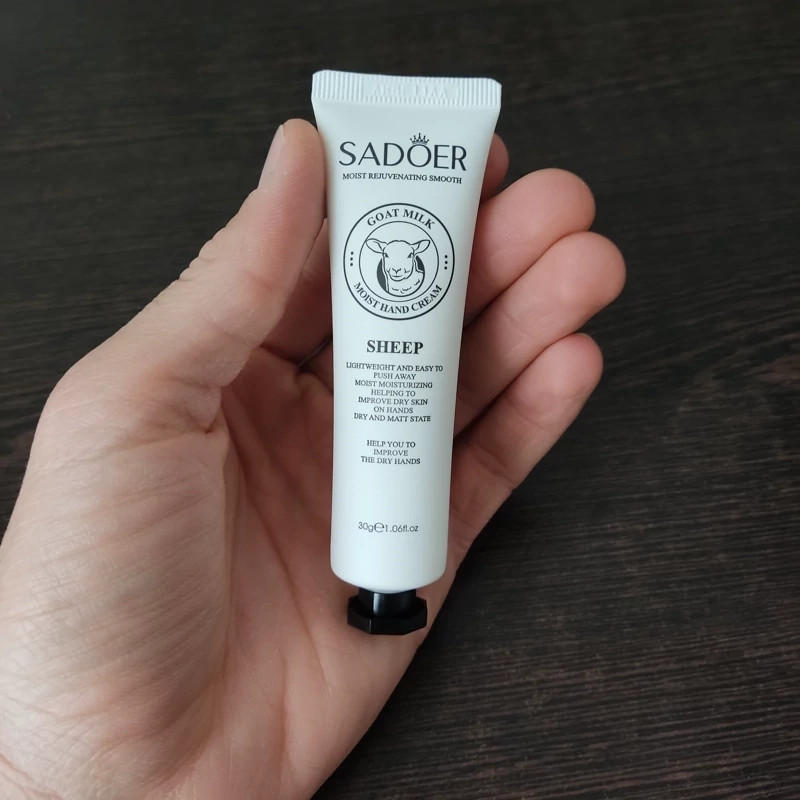 SADOER
MOIST REJUVENATING SMOOTH
GOAT MILK
MOIST HAND CREAM
SHEEP
LIGHTWEIGHT AND EASY TO
PUSH AWAY
MOIST MOISTURIZING
HELPING TO
IMPROVE DRY SKIN
ON HANDS
DRY AND MATT STATE
HELP YOU TO
IMPROVE
THE DRY HANDS
30g℮1.06fl.oz